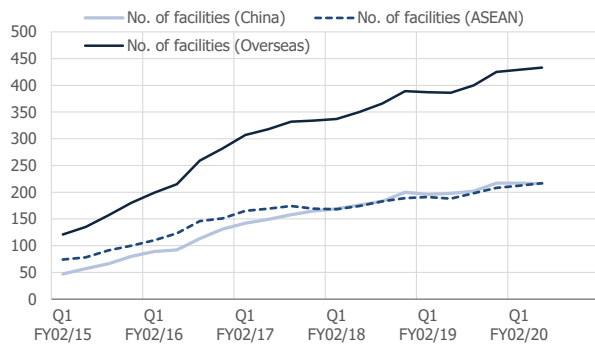 No. of facilities (China) No. of facilities (ASEAN)
No. of facilities (Overseas)
500
450
400
350
300
250
200
150
100
50
0
Q1 Q1 Q1 Q1 Q1 Q1
FY02/15 FY02/16 FY02/17 FY02/18 FY02/19 FY02/20